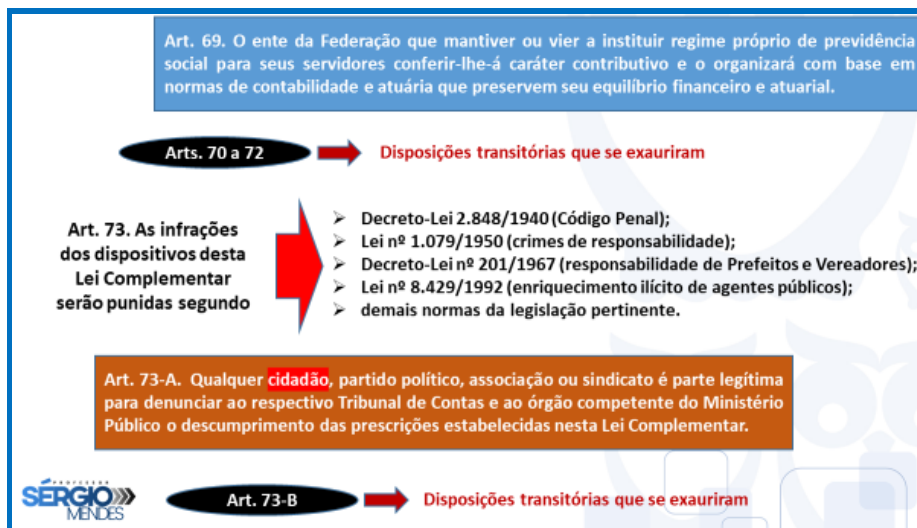 Art. 69. O ente da Federação que mantiver ou vier a instituir regime próprio de previdência
social para seus servidores conferir-lhe-á caráter contributivo e o organizará com base em
normas de contabilidade e atuária que preservem seu equilíbrio financeiro e atuarial.
Arts. 70 a 72
Disposições transitórias que se exauriram
Art. 73. As infrações
dos dispositivos desta
Lei Complementar
serão punidas segundo
➢ Decreto-Lei 2.848/1940 (Código Penal);
➢ Lei nº 1.079/1950 (crimes de responsabilidade);
➢ Decreto-Lei nº 201/1967 (responsabilidade de Prefeitos e Vereadores);
➢ Lei nº 8.429/1992 (enriquecimento ilícito de agentes públicos);
➢ demais normas da legislação pertinente.
Art. 73-A. Qualquer cidadão, partido político, associação ou sindicato é parte legítima
para denunciar ao respectivo Tribunal de Contas e ao órgão competente do Ministério
Público o descumprimento das prescrições estabelecidas nesta Lei Complementar.
PROFESSOR
SÉRGIO
MENDES
Art. 73-B
Disposições transitórias que se exauriram